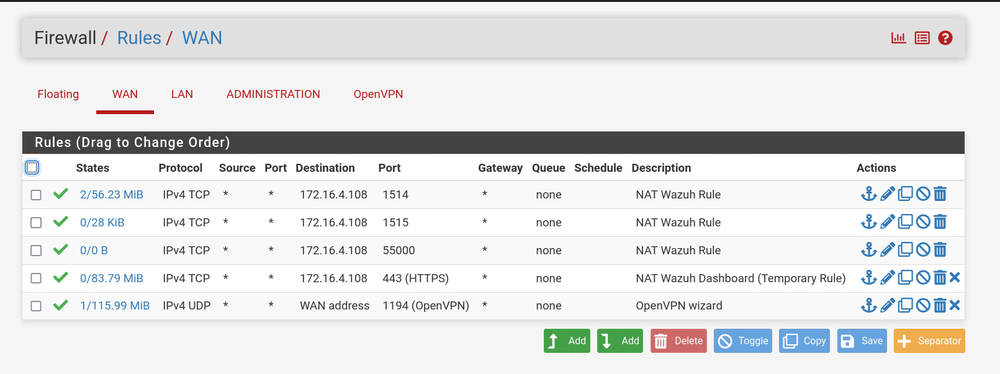 Firewall / Rules / WAN
Floating WAN LAN ADMINISTRATION OpenVPN
Rules (Drag to Change Order)
States Protocol Source Port Destination Port Gateway Queue Schedule Description Actions
2/56.23 MiB IPv4 TCP * * 172.16.4.108 1514 * none NAT Wazuh Rule
0/28 KiB IPv4 TCP * * 172.16.4.108 1515 * none NAT Wazuh Rule
0/0 B IPv4 TCP * * 172.16.4.108 55000 * none NAT Wazuh Rule
0/83.79 MiB IPv4 TCP * * 172.16.4.108 443 (HTTPS) * none NAT Wazuh Dashboard (Temporary Rule)
1/115.99 MiB IPv4 UDP * * WAN address 1194 (OpenVPN) * none OpenVPN wizard
Add Add Delete Toggle Copy Save Separator